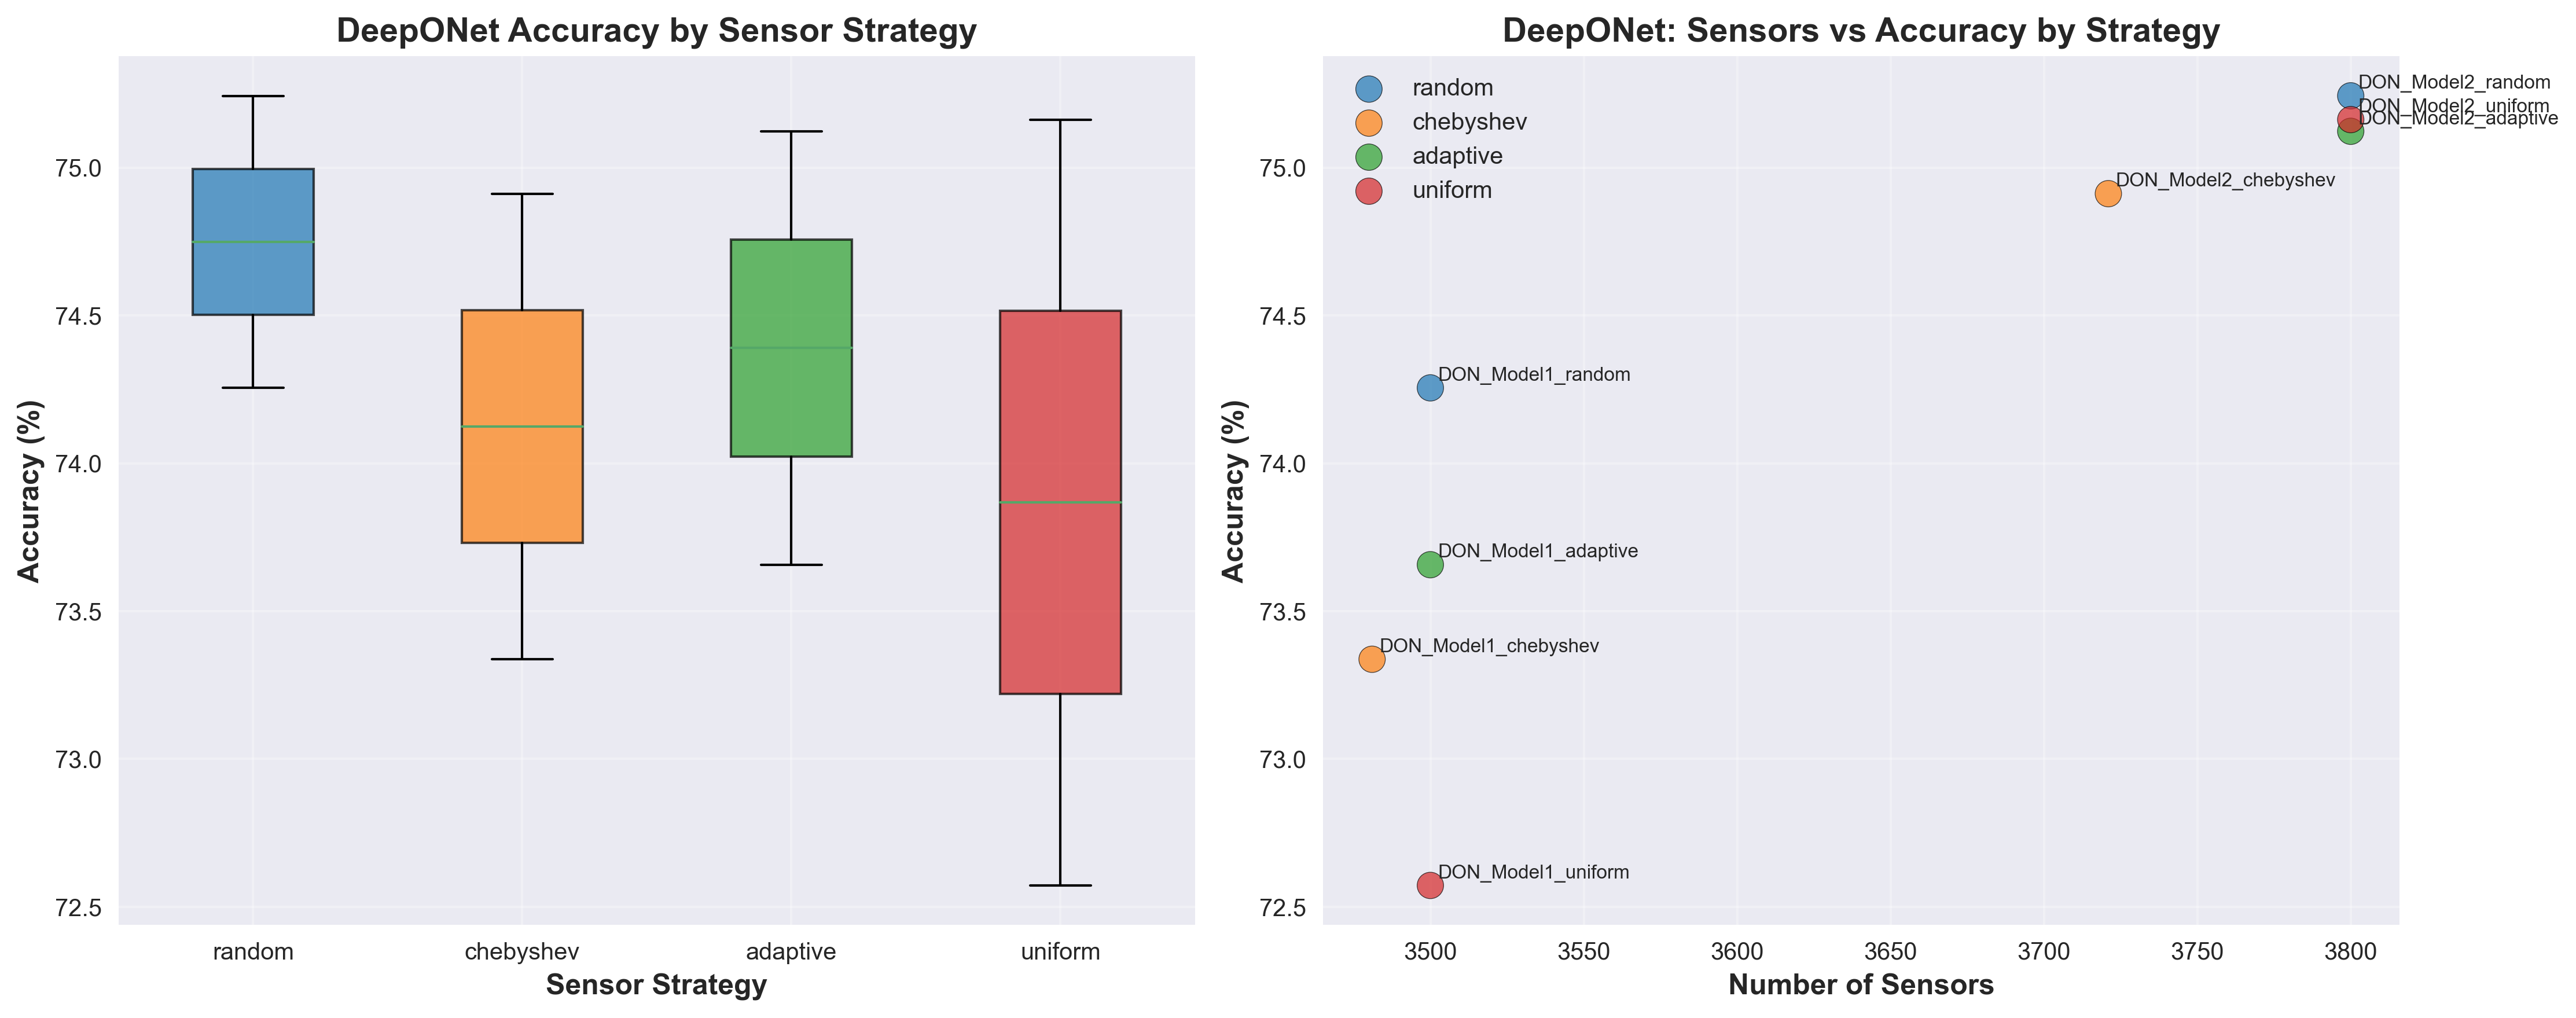 DeepONet Accuracy by Sensor Strategy
Accuracy (%)
75.0
74.5
74.0
73.5
73.0
72.5
random
chebyshev
adaptive
uniform
Sensor Strategy
DeepONet: Sensors vs Accuracy by Strategy
random
chebyshev
adaptive
uniform
DON_Model2_random
DON_Model2_uniform
DON_Model2_adaptive
DON_Model2_chebyshev
DON_Model1_random
DON_Model1_adaptive
DON_Model1_chebyshev
DON_Model1_uniform
Accuracy (%)
75.0
74.5
74.0
73.5
73.0
72.5
3500
3550
3600
3650
3700
3750
3800
Number of Sensors